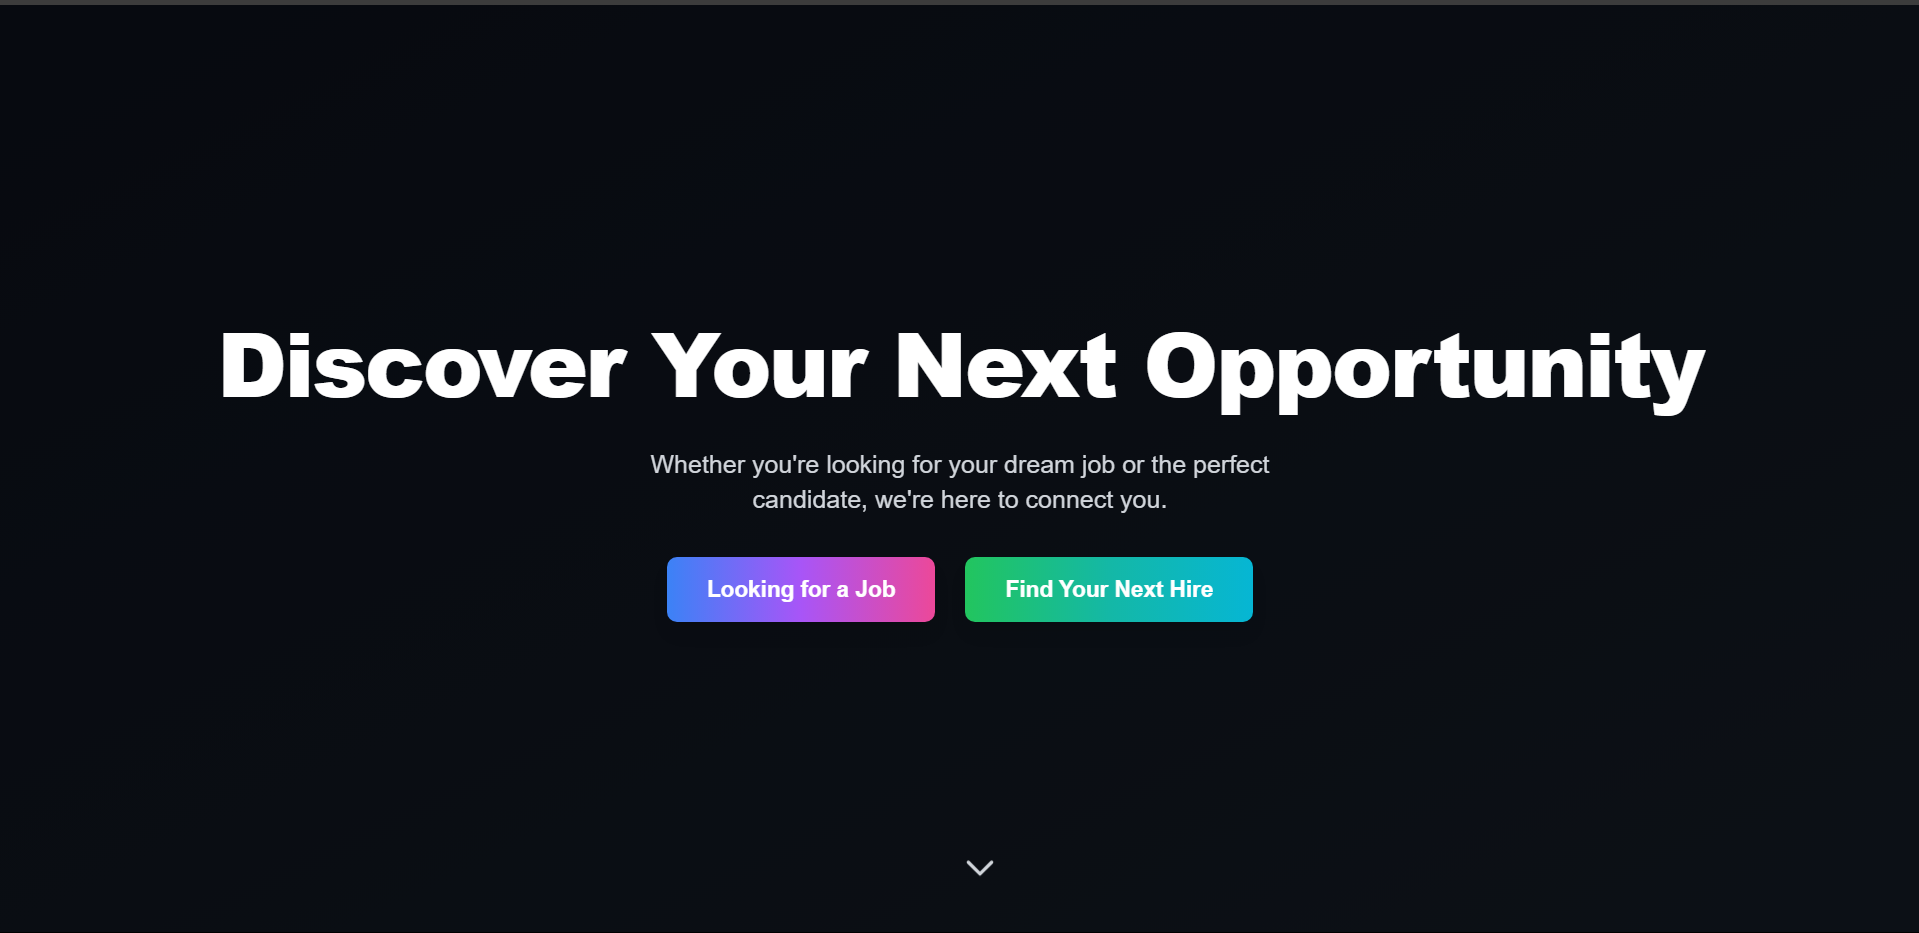 Discover Your Next Opportunity
Whether you're looking for your dream job or the perfect
candidate, we're here to connect you.
Looking for a Job
Find Your Next Hire